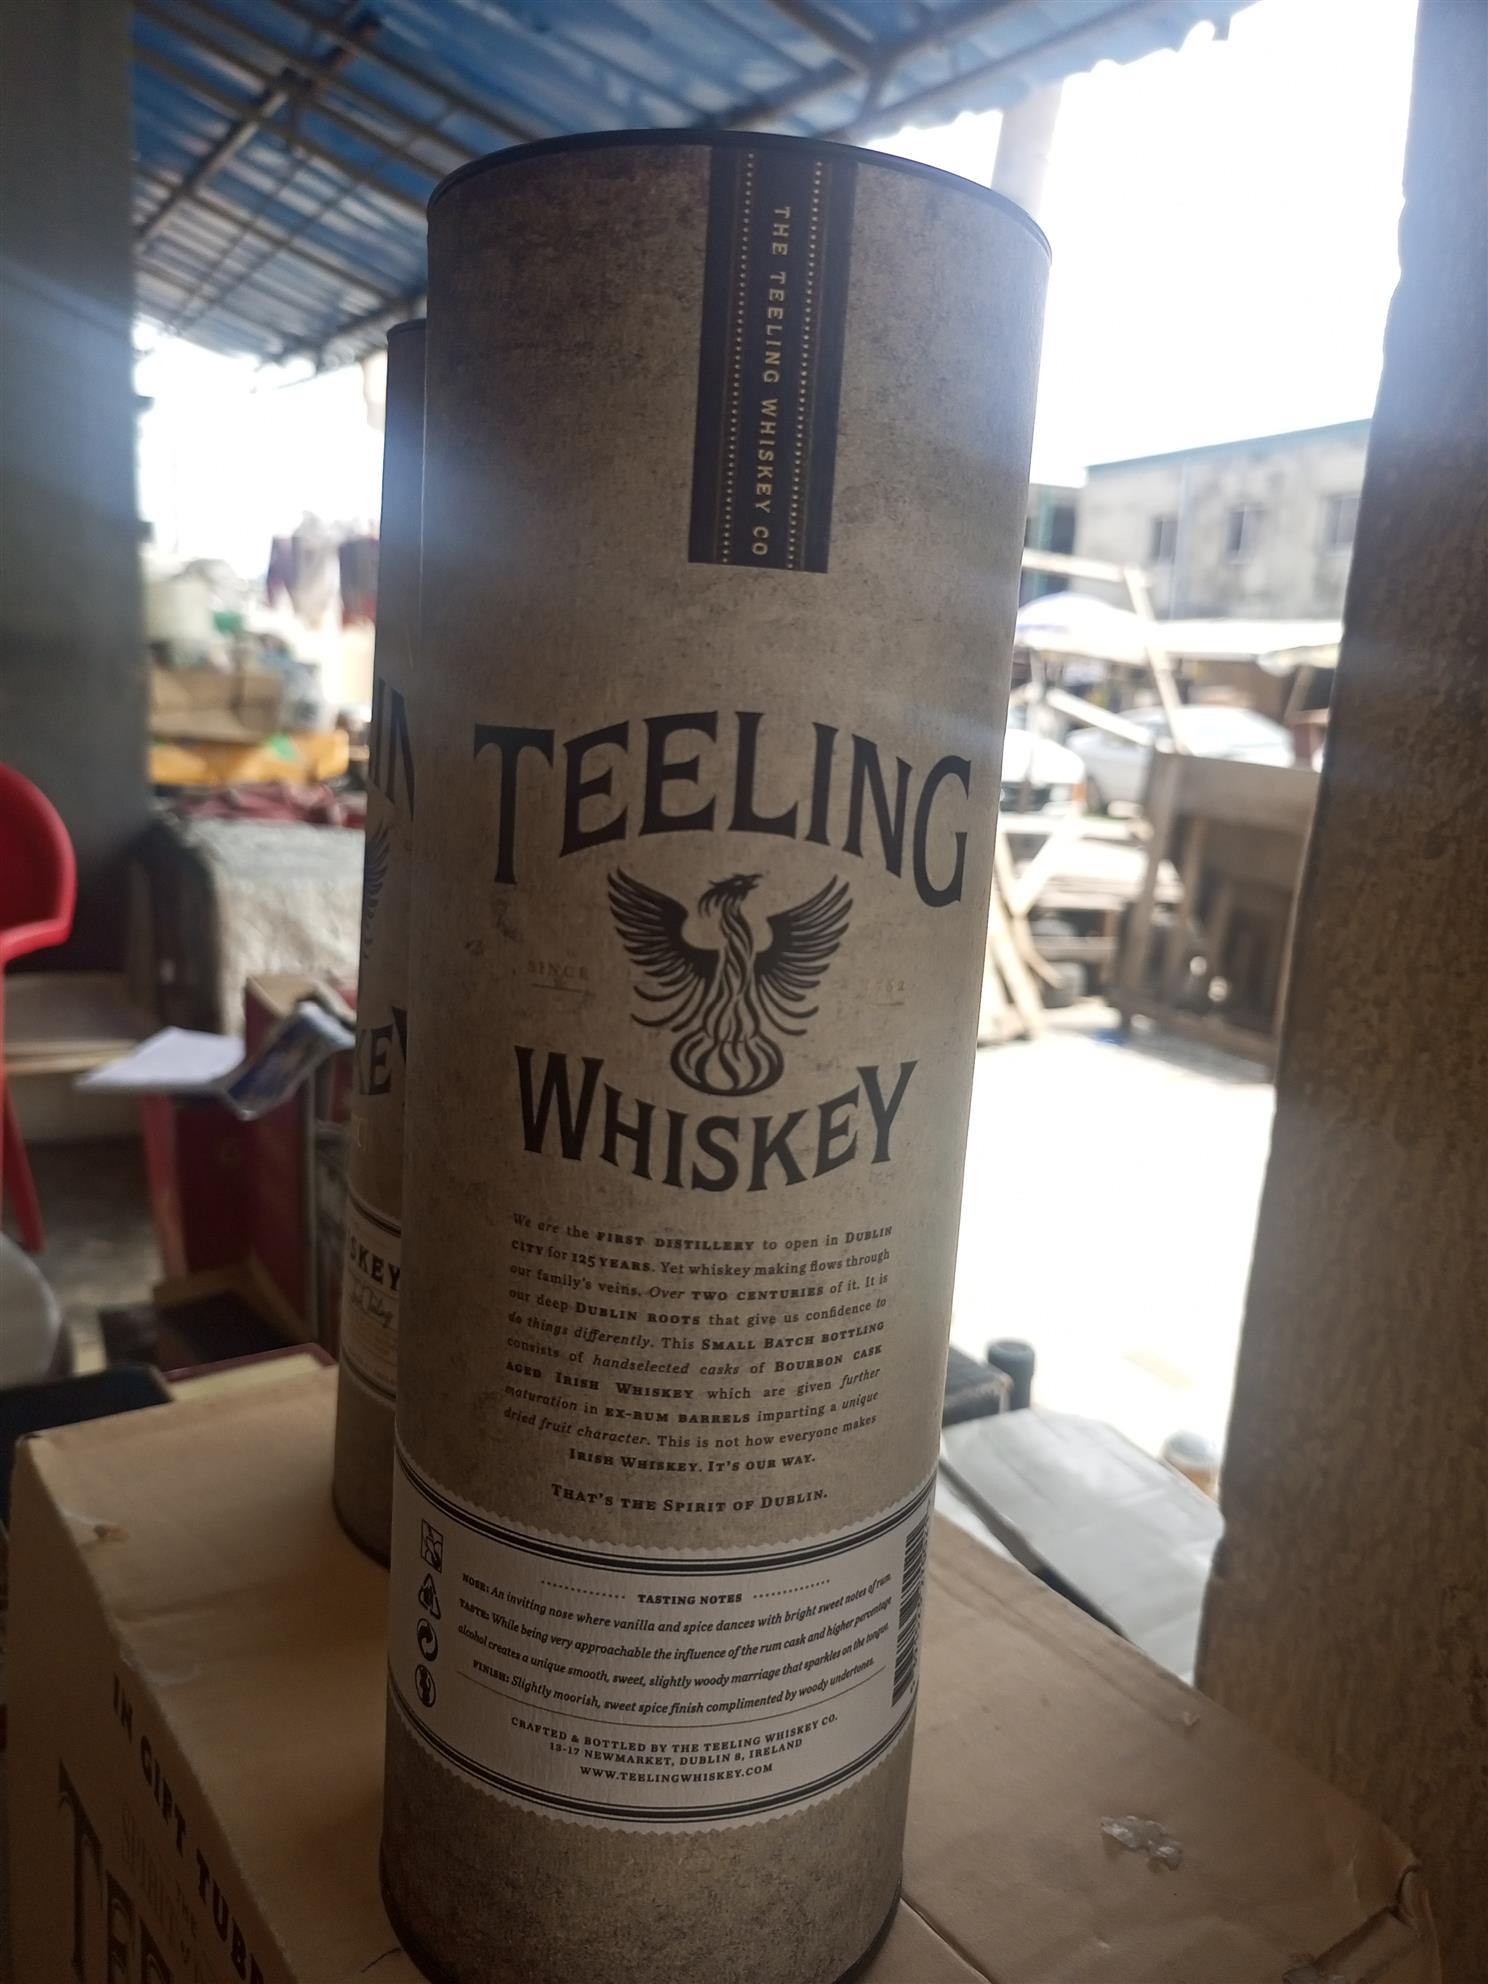 THE TEELING WHISKEY CO
TEELING
SINCE
WHISKEY
We are the FIRST DISTILLERY to open in DUBLIN
CITY for 125 YEARS. Yet whiskey making flows through
our family's veins. Over TWO CENTURIES of it. It is
our deep DUBLIN ROOTS that give us confidence to
do things differently. This SMALL BATCH BOTTLING
consists of handselected casks of BOURBON CASK
AGED IRISH WHISKEY which are given further
maturation in EX-RUM BARRELS imparting a unique
dried fruit character. This is not how everyone makes
IRISH WHISKEY. IT'S OUR WAY.
THAT'S THE SPIRIT OF DUBLIN.
TASTING NOTES
NOSE: An inviting nose where vanilla and spice dances with bright sweet notes of rum.
TASTE: While being very approachable the influence of the rum cask and higher percentage
alcohol creates a unique smooth, sweet, slightly woody marriage that sparkles on the tongue.
FINISH: Slightly moorish, sweet spice finish complimented by woody undertones.
CRAFTED & BOTTLED BY THE TEELING WHISKEY CO.
13-17 NEWMARKET, DUBLIN 8, IRELAND
WWW.TEELINGWHISKEY.COM
IN
KEY
SKEY
IN GIFT TUBE
THE
SPIRIT OF
TEE